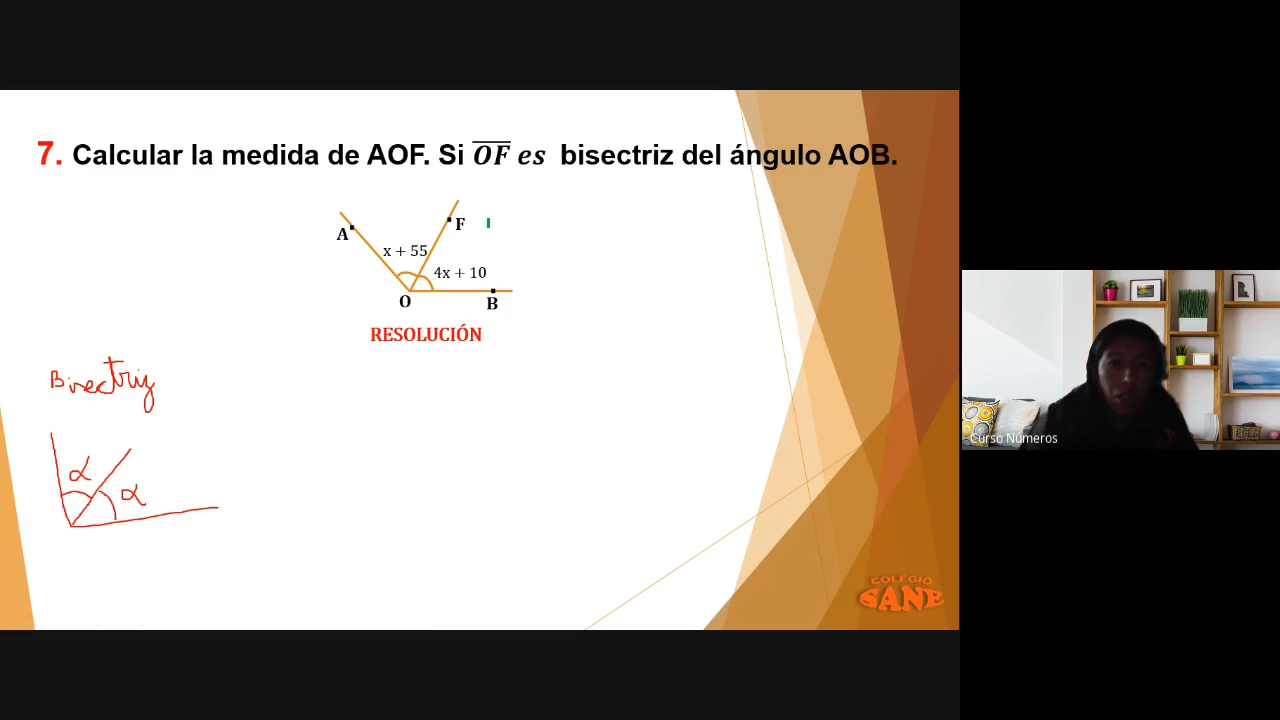 7. Calcular la medida de AOF. Si OF es bisectriz del ángulo AOB.
A
F
x + 55
4x + 10
O
B
RESOLUCIÓN
Bisectriz
α
α
COLEGIO
SANE
Curso Números